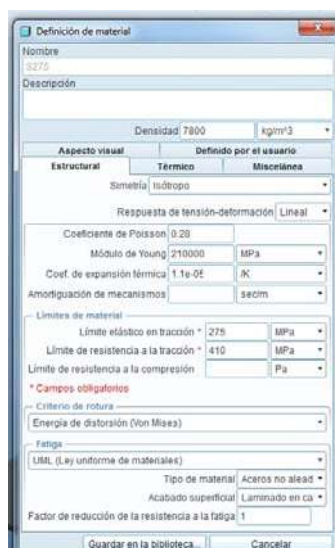 Definición de material
Nombre
S275
Descripción
Densidad 7800 kg/m^3
Aspecto visual Definido por el usuario
Estructural Térmico Miscelánea
Simetría Isótropo
Respuesta de tensión-deformación Lineal
Coeficiente de Poisson 0.28
Módulo de Young 210000 MPa
Coef. de expansión térmica 1.1e-05 /K
Amortiguación de mecanismos sec/m
Límites de material
Límite elástico en tracción * 275 MPa
Límite de resistencia a la tracción * 410 MPa
Límite de resistencia a la compresión Pa
* Campos obligatorios
Criterio de rotura
Energía de distorsión (Von Mises)
Fatiga
UML (Ley uniforme de materiales)
Tipo de material Aceros no alead
Acabado superficial Laminado en ca
Factor de reducción de la resistencia a la fatiga 1
Guardar en la biblioteca... Cancelar